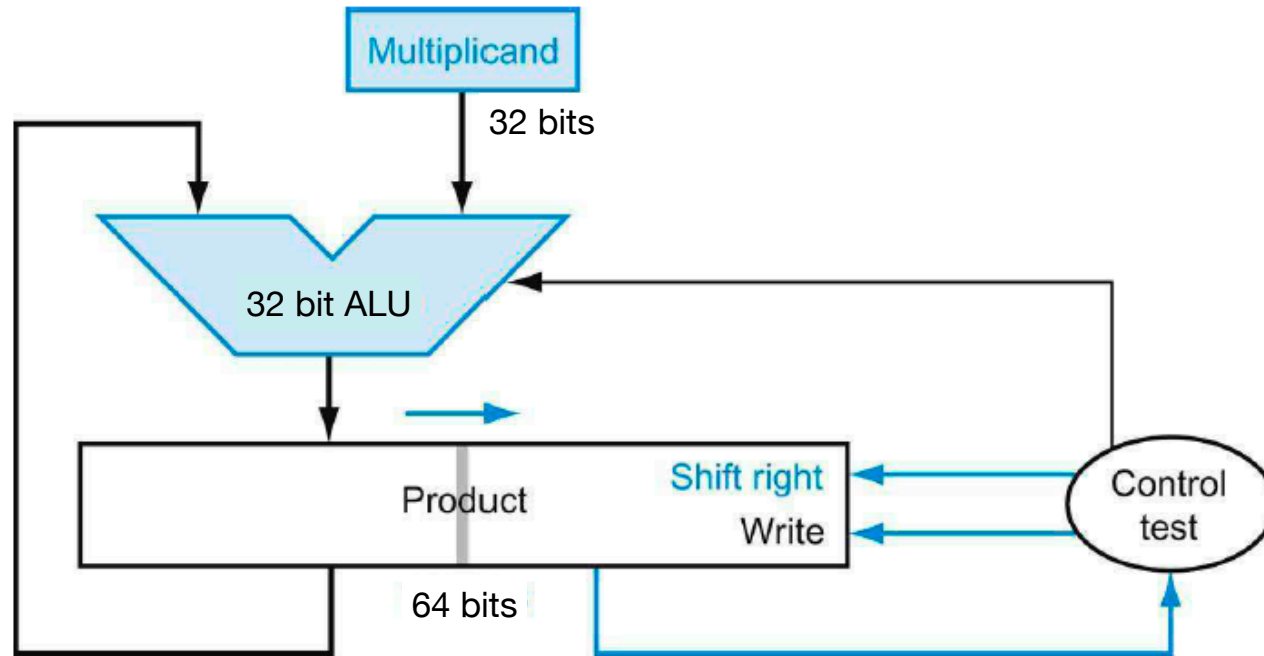 Multiplicand
32 bits
32 bit ALU
Shift right
Product
Write
Control
test
64 bits